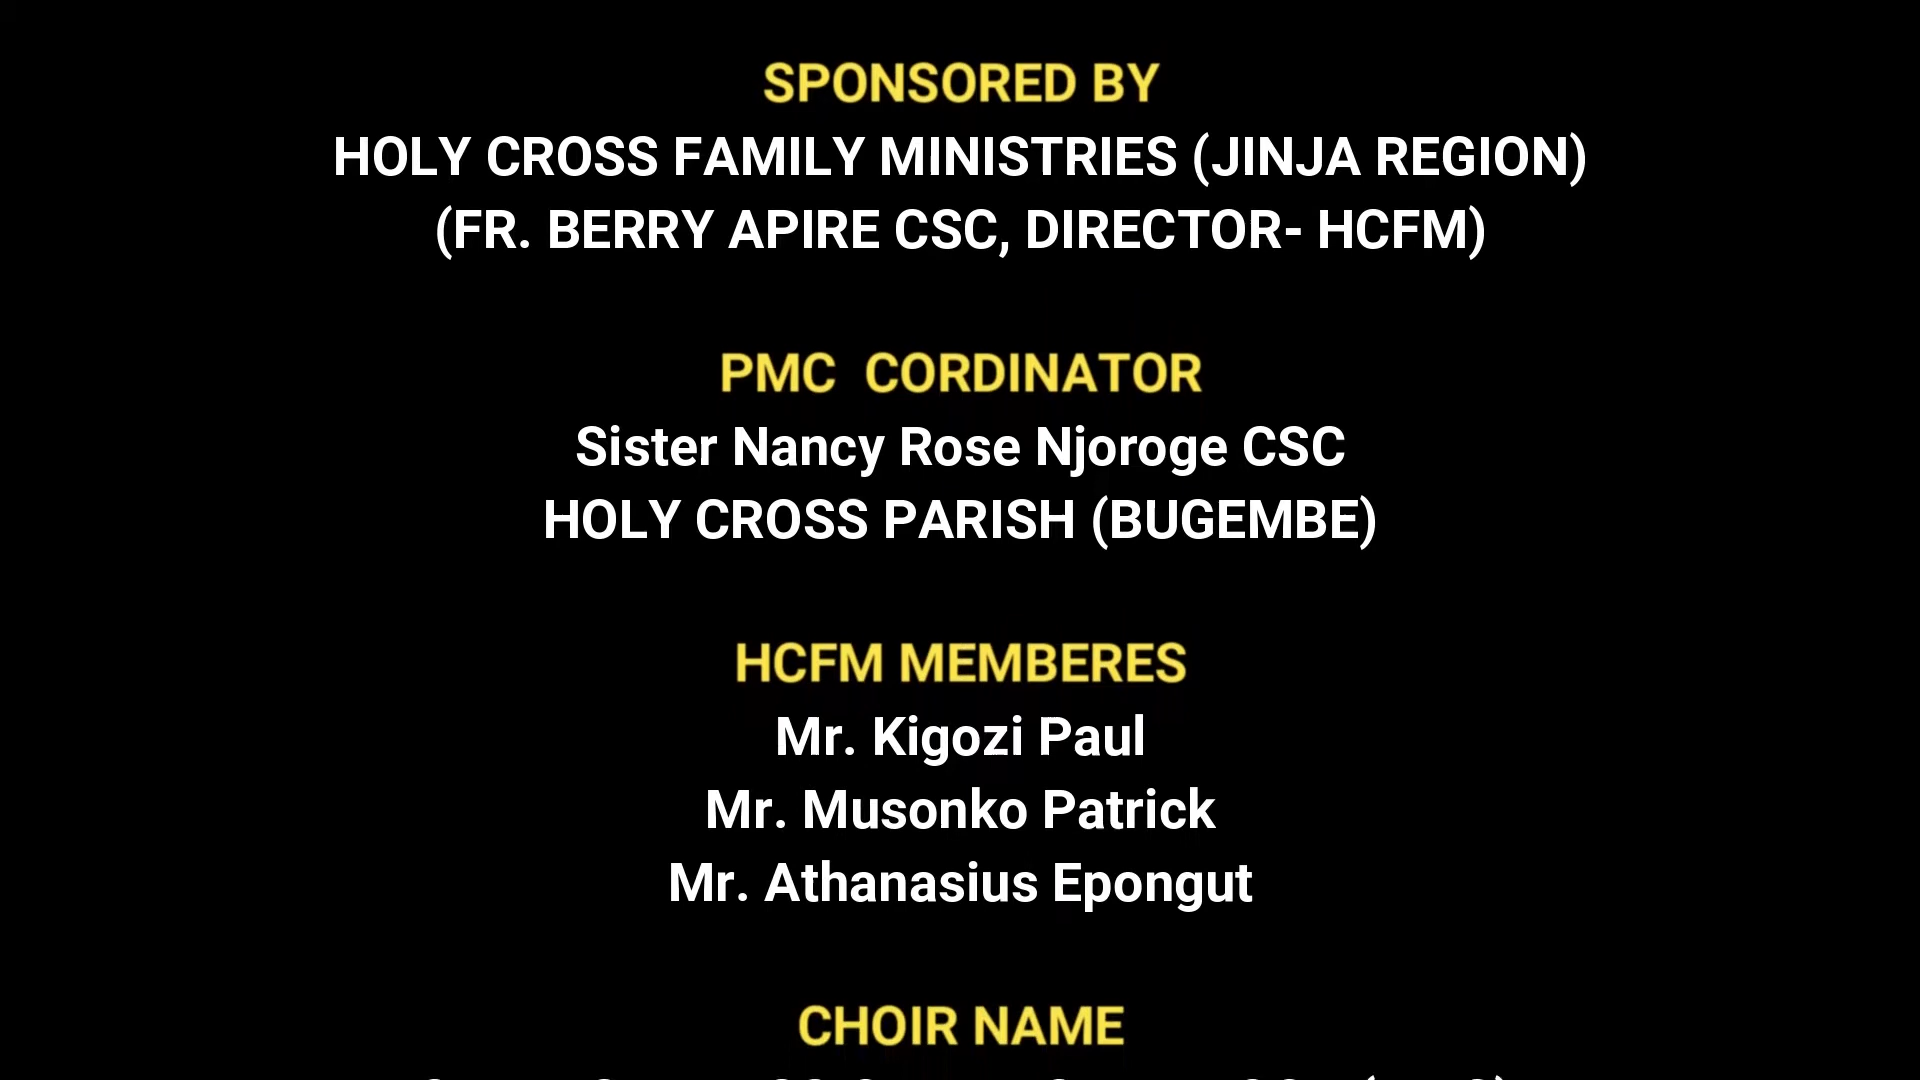 SPONSORED BY
HOLY CROSS FAMILY MINISTRIES (JINJA REGION)
(FR. BERRY APIRE CSC, DIRECTOR- HCFM)
PMC  CORDINATOR
Sister Nancy Rose Njoroge CSC
HOLY CROSS PARISH (BUGEMBE)
HCFM MEMBERES
Mr. Kigozi Paul
Mr. Musonko Patrick
Mr. Athanasius Epongut
CHOIR NAME